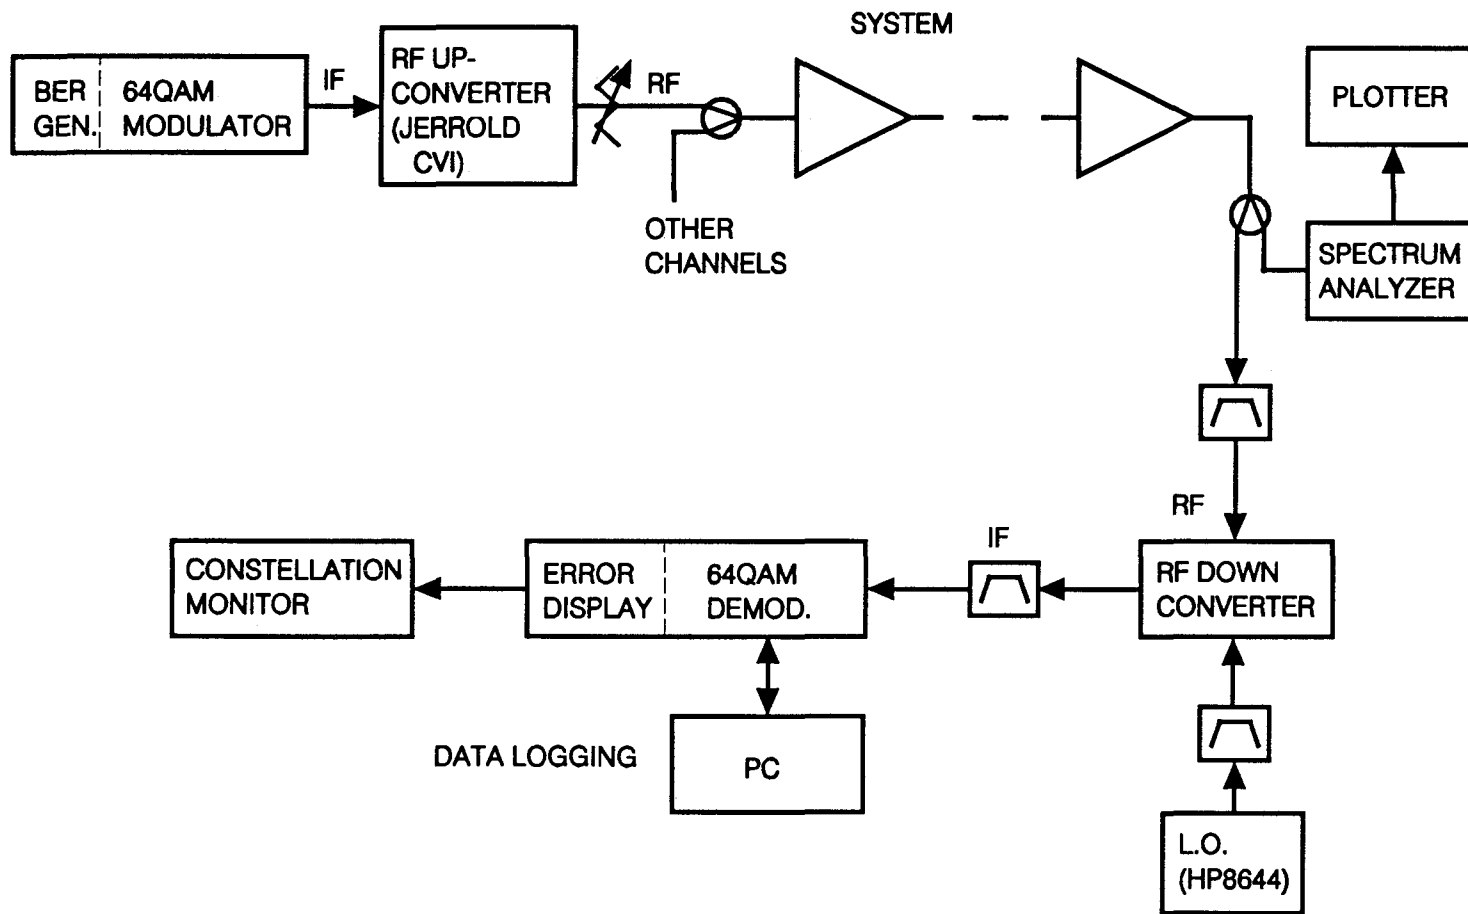 SYSTEM
BER
GEN.
64QAM
MODULATOR
IF
RF UP-
CONVERTER
(JERROLD
CVI)
RF
OTHER
CHANNELS
PLOTTER
SPECTRUM
ANALYZER
RF
RF DOWN
CONVERTER
IF
64QAM
DEMOD.
ERROR
DISPLAY
CONSTELLATION
MONITOR
DATA LOGGING
PC
L.O.
(HP8644)